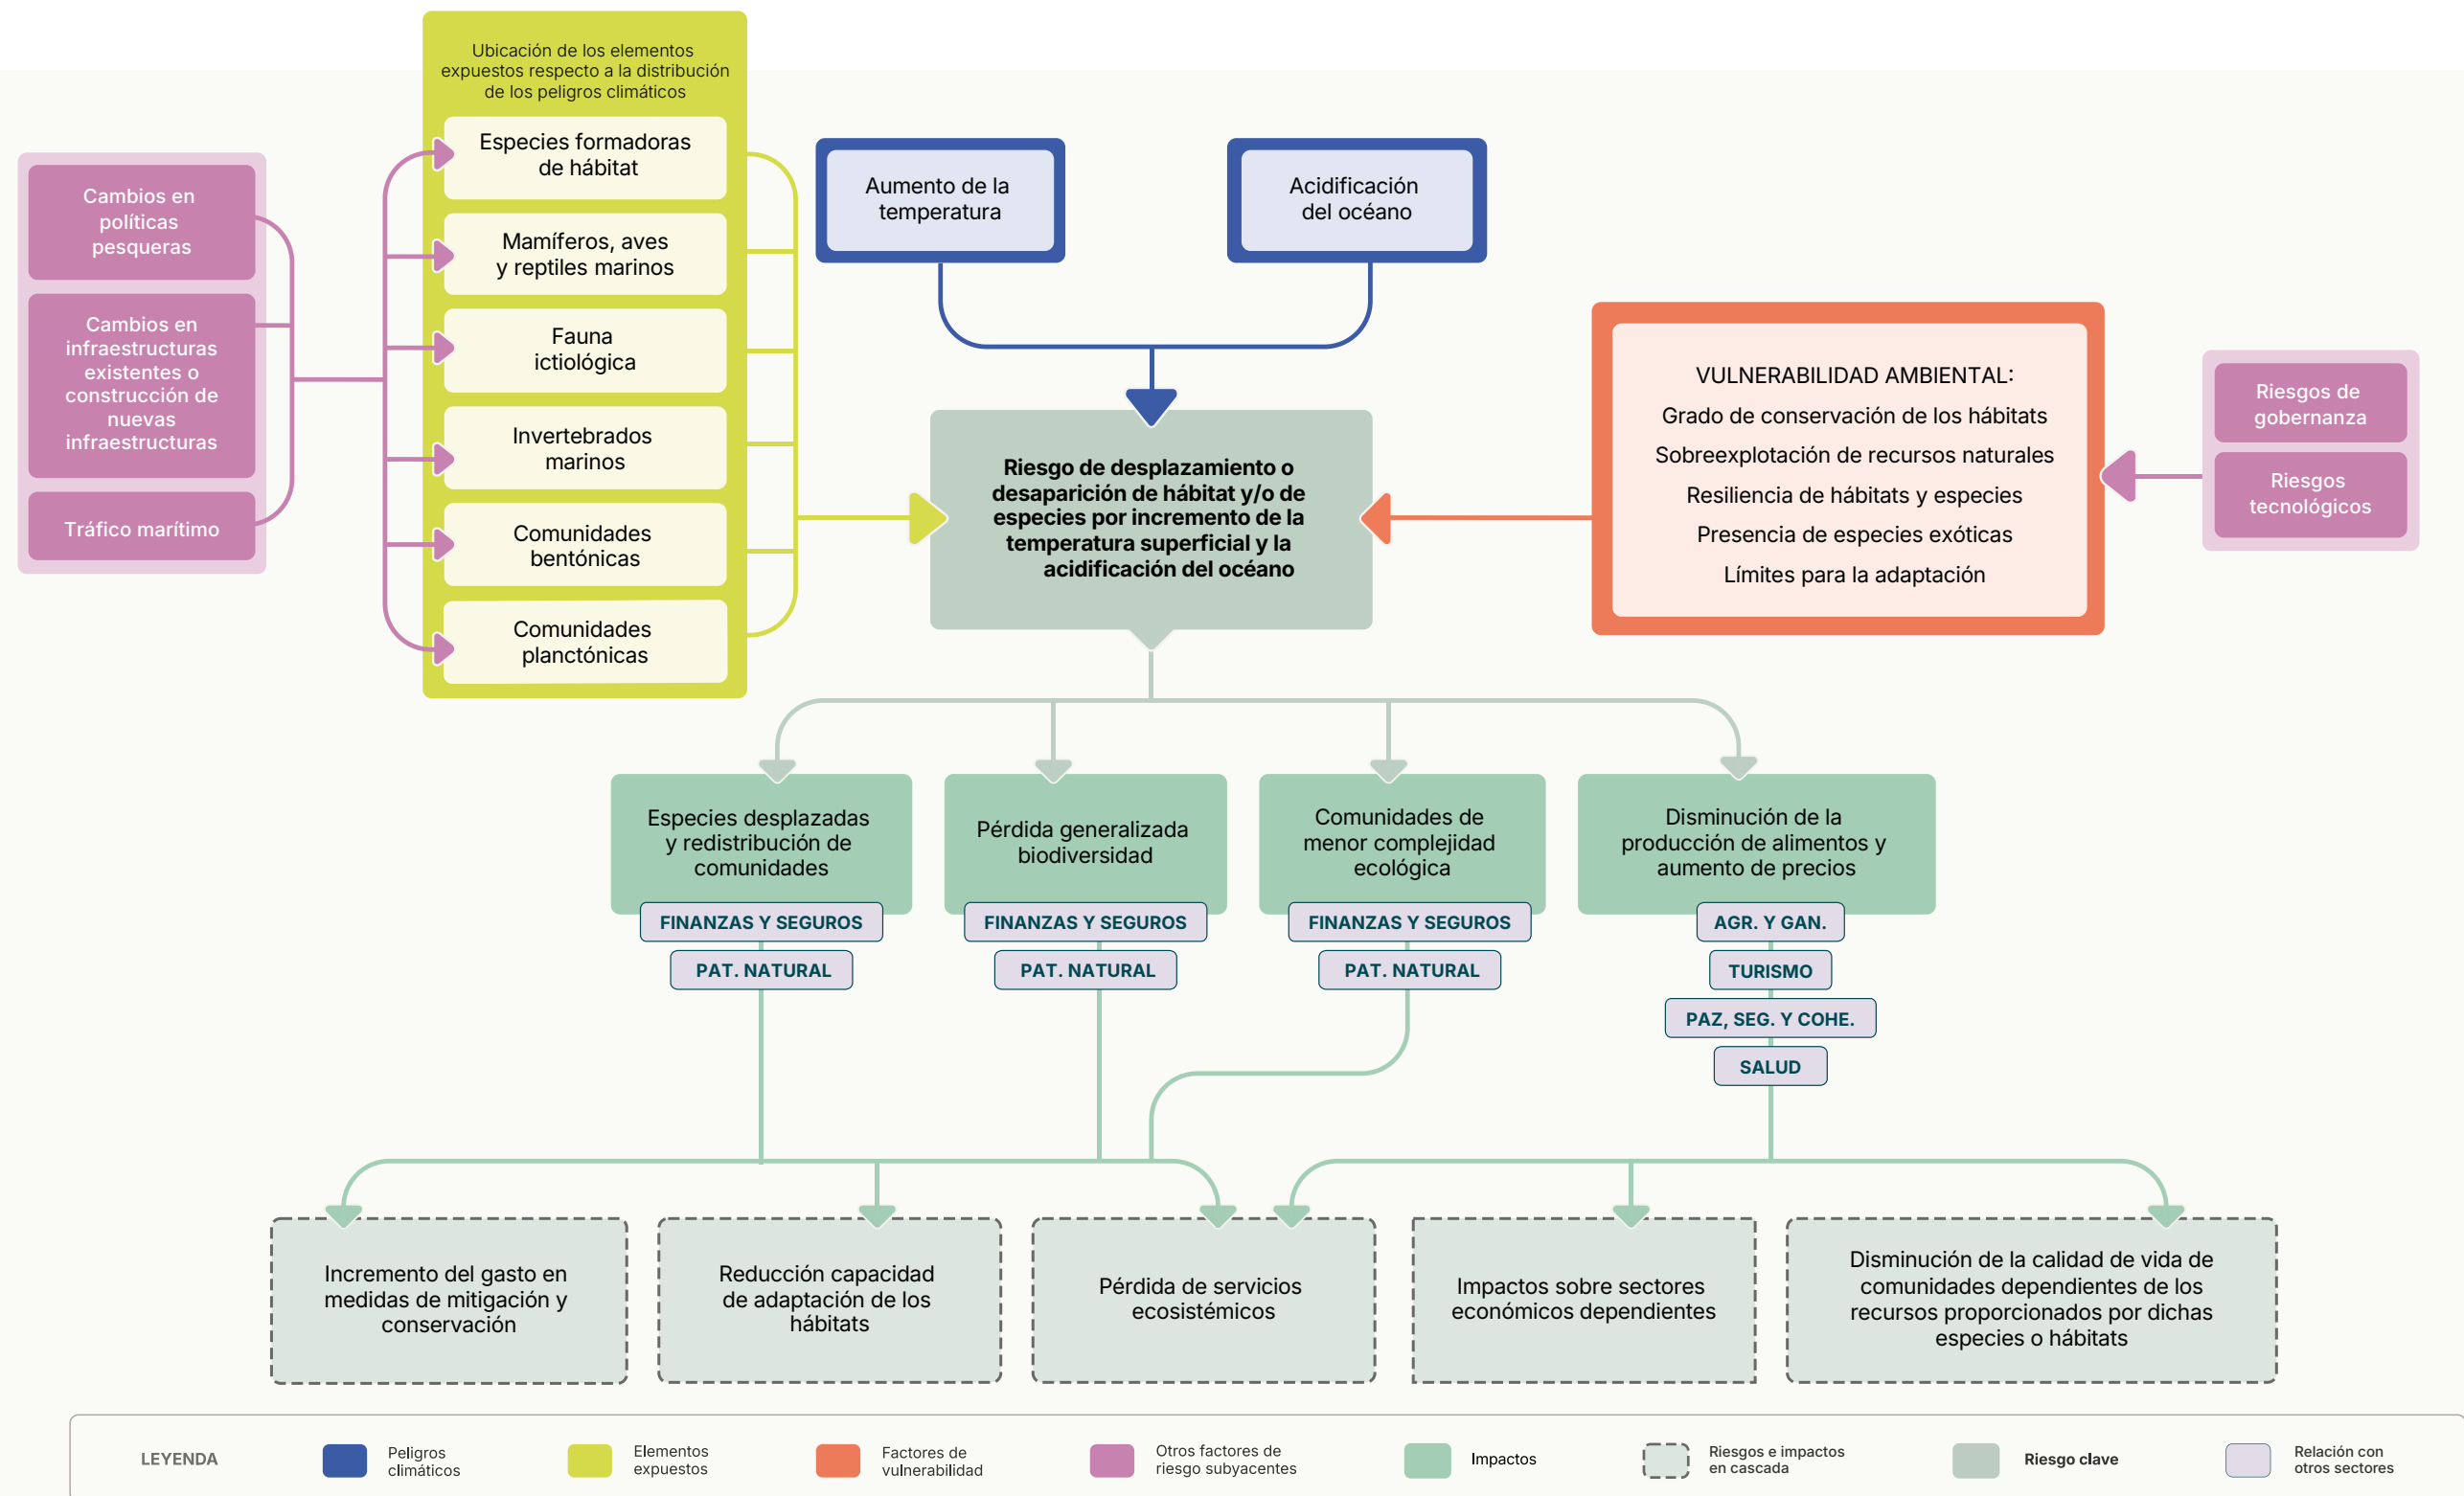 Ubicación de los elementos
expuestos respecto a la distribución
de los peligros climáticos
Especies formadoras
de hábitat
Mamíferos, aves
y reptiles marinos
Fauna
ictiológica
Invertebrados
marinos
Comunidades
bentónicas
Comunidades
planctónicas
Cambios en
políticas
pesqueras
Cambios en
infraestructuras
existentes o
construcción de
nuevas
infraestructuras
Tráfico marítimo
Aumento de la
temperatura
Acidificación
del océano
Riesgo de desplazamiento o
desaparición de hábitat y/o de
especies por incremento de la
temperatura superficial y la
acidificación del océano
VULNERABILIDAD AMBIENTAL:
Grado de conservación de los hábitats
Sobreexplotación de recursos naturales
Resiliencia de hábitats y especies
Presencia de especies exóticas
Límites para la adaptación
Riesgos de
gobernanza
Riesgos
tecnológicos
Especies desplazadas
y redistribución de
comunidades
FINANZAS Y SEGUROS
PAT. NATURAL
Pérdida generalizada
biodiversidad
FINANZAS Y SEGUROS
PAT. NATURAL
Comunidades de
menor complejidad
ecológica
FINANZAS Y SEGUROS
PAT. NATURAL
Disminución de la
producción de alimentos y
aumento de precios
AGR. Y GAN.
TURISMO
PAZ, SEG. Y COHE.
SALUD
Incremento del gasto en
medidas de mitigación y
conservación
Reducción capacidad
de adaptación de los
hábitats
Pérdida de servicios
ecosistémicos
Impactos sobre sectores
económicos dependientes
Disminución de la calidad de vida de
comunidades dependientes de los
recursos proporcionados por dichas
especies o hábitats
LEYENDA
Peligros
climáticos
Elementos
expuestos
Factores de
vulnerabilidad
Otros factores de
riesgo subyacentes
Impactos
Riesgos e impactos
en cascada
Riesgo clave
Relación con
otros sectores